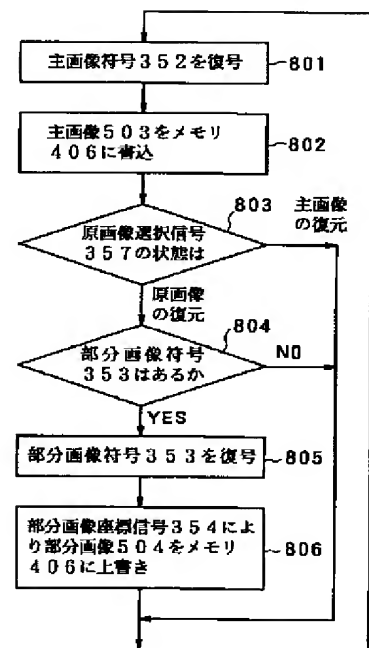 主画像符号352を復号
801
主画像503をメモリ
406に書込
802
803
原画像選択信号
357の状態は
主画像
の復元
原画像
の復元
804
部分画像符号
353はあるか
NO
YES
部分画像符号353を復号
805
部分画像座標信号354によ
り部分画像504をメモリ
406に上書き
806